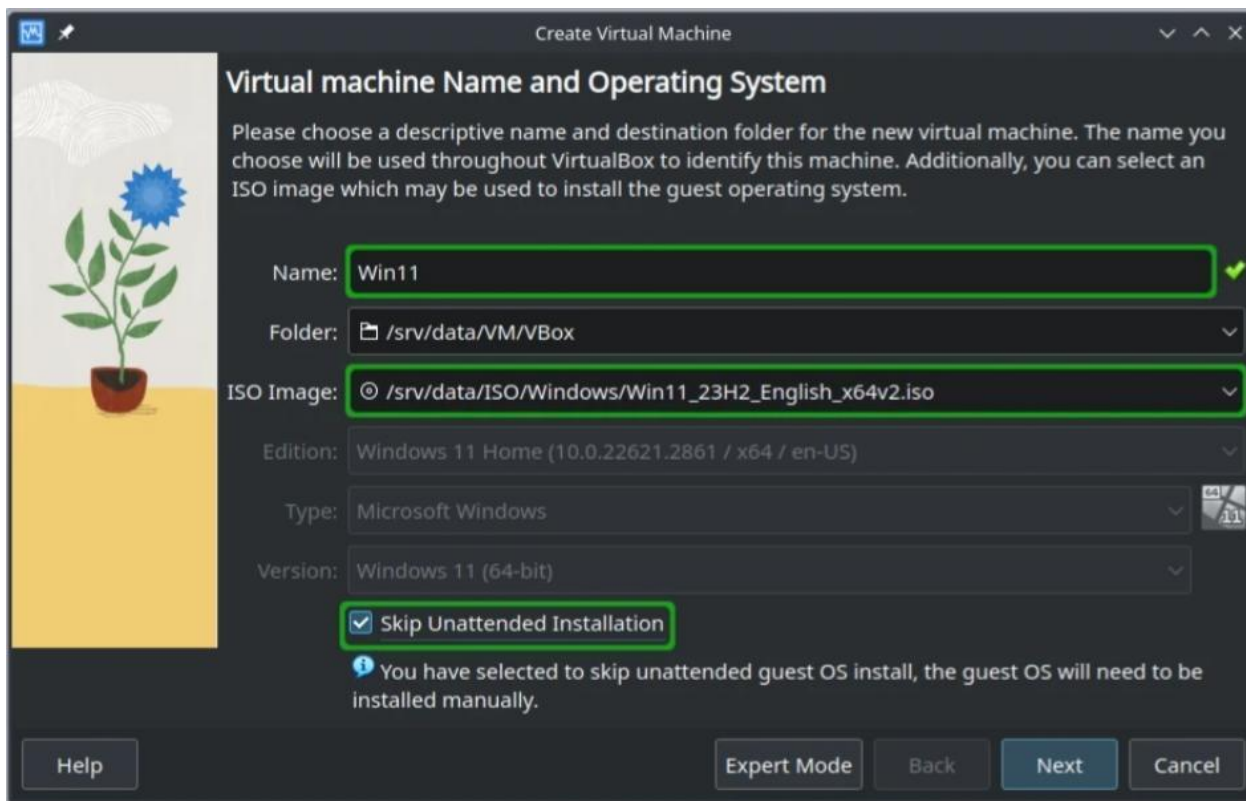 Create Virtual Machine
Virtual machine Name and Operating System
Please choose a descriptive name and destination folder for the new virtual machine. The name you
choose will be used throughout VirtualBox to identify this machine. Additionally, you can select an
ISO image which may be used to install the guest operating system.
Name: Win11
Folder: /srv/data/VM/VBox
ISO Image: /srv/data/ISO/Windows/Win11_23H2_English_x64v2.iso
Edition: Windows 11 Home (10.0.22621.2861 / x64 / en-US)
Type: Microsoft Windows
64
11
Version: Windows 11 (64-bit)
Skip Unattended Installation
You have selected to skip unattended guest OS install, the guest OS will need to be
installed manually.
Help Expert Mode Back Next Cancel